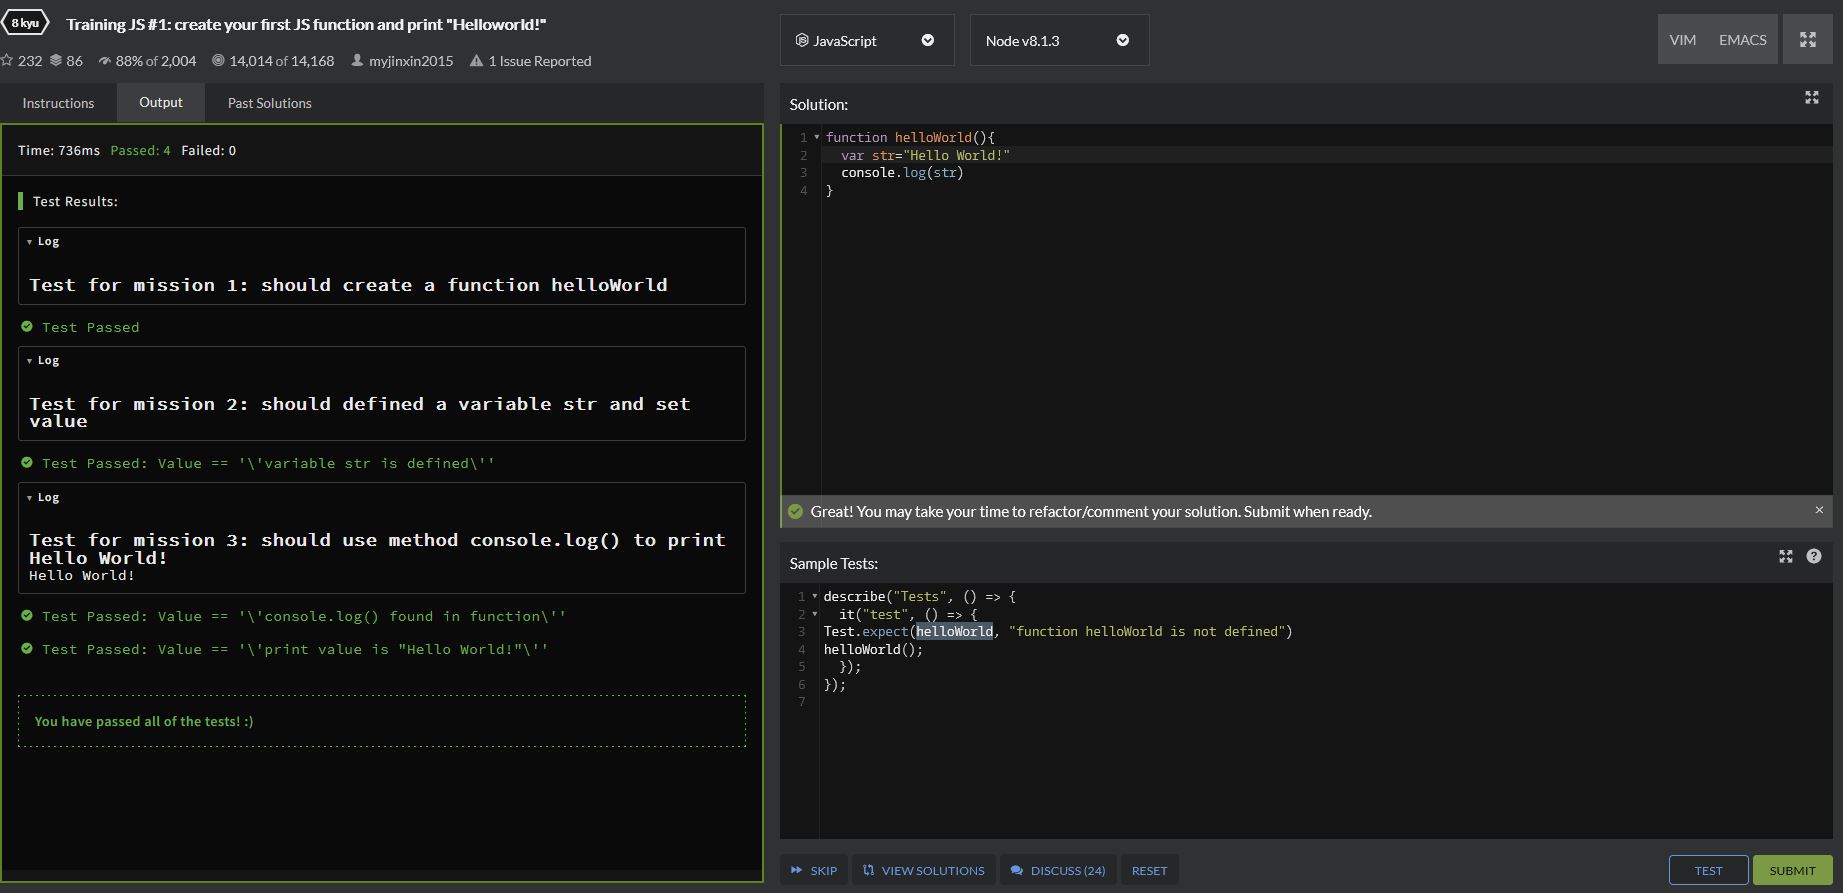 8 kyu Training JS #1: create your first JS function and print "Helloworld!"
232 86 88% of 2,004 14,014 of 14,168 myjinxin2015 1 Issue Reported
JavaScript Node v8.1.3 VIM EMACS
Instructions Output Past Solutions
Time: 736ms Passed: 4 Failed: 0
Test Results:
Log
Test for mission 1: should create a function helloWorld
Test Passed
Log
Test for mission 2: should defined a variable str and set
value
Test Passed: Value == '\'variable str is defined\''
Log
Test for mission 3: should use method console.log() to print
Hello World!
Hello World!
Test Passed: Value == '\'console.log() found in function\''
Test Passed: Value == '\'print value is "Hello World!"\''
You have passed all of the tests! :)
Solution:
1 function helloWorld(){
2 var str="Hello World!"
3 console.log(str)
4 }
Great! You may take your time to refactor/comment your solution. Submit when ready. ×
Sample Tests: ?
1 describe("Tests", () => {
2 it("test", () => {
3 Test.expect(helloWorld, "function helloWorld is not defined")
4 helloWorld();
5 });
6 });
7
SKIP VIEW SOLUTIONS DISCUSS (24) RESET TEST SUBMIT